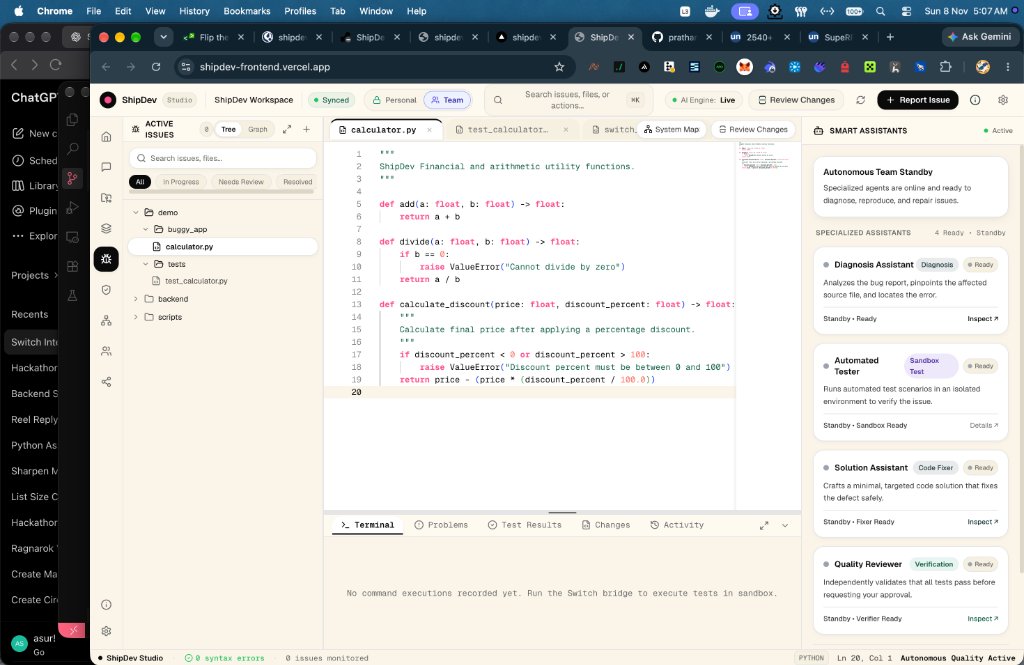 Chrome File Edit View History Bookmarks Profiles Tab Window Help
100
Sun 8 Nov 5:07 AM
Flip the
shipde
ShipDe
shipdev
shipdev
ShipDe
prathar
2540+
SupeR
Ask Gemini
shipdev-frontend.vercel.app
ChatGP
New c
Sched
Library
Plugin
Explor
Projects
Recents
Switch Inte
Hackathon
Backend S
Reel Reply
Python As
Sharpen M
List Size C
Hackathon
Ragnarok
Create Ma
Create Circ
AS
asur!
Go
ShipDev Studio
ShipDev Workspace
Synced
Personal
Team
Search issues, files, or actions...
⌘K
AI Engine: Live
Review Changes
+ Report Issue
ACTIVE ISSUES
0
Tree
Graph
Search issues, files...
All
In Progress
Needs Review
Resolved
demo
buggy_app
calculator.py
tests
test_calculator.py
backend
scripts
calculator.py ×
test_calculator... ×
switch_
System Map
Review Changes
1 """
2 ShipDev Financial and arithmetic utility functions.
3 """
4
5 def add(a: float, b: float) -> float:
6 return a + b
7
8 def divide(a: float, b: float) -> float:
9 if b == 0:
10 raise ValueError("Cannot divide by zero")
11 return a / b
12
13 def calculate_discount(price: float, discount_percent: float) -> float:
14 """
15 Calculate final price after applying a percentage discount.
16 """
17 if discount_percent < 0 or discount_percent > 100:
18 raise ValueError("Discount percent must be between 0 and 100")
19 return price - (price * (discount_percent / 100.0))
20
Terminal
Problems
Test Results
Changes
Activity
No command executions recorded yet. Run the Switch bridge to execute tests in sandbox.
SMART ASSISTANTS
Active
Autonomous Team Standby
Specialized agents are online and ready to
diagnose, reproduce, and repair issues.
SPECIALIZED ASSISTANTS
4 Ready · Standby
Diagnosis Assistant
Diagnosis
Ready
Analyzes the bug report, pinpoints the affected
source file, and locates the error.
Standby • Ready
Inspect ↗
Automated Tester
Sandbox Test
Ready
Runs automated test scenarios in an isolated
environment to verify the issue.
Standby • Sandbox Ready
Details ↗
Solution Assistant
Code Fixer
Ready
Crafts a minimal, targeted code solution that fixes
the defect safely.
Standby • Fixer Ready
Inspect ↗
Quality Reviewer
Verification
Ready
Independently validates that all tests pass before
requesting your approval.
Standby • Verifier Ready
Inspect ↗
ShipDev Studio
0 syntax errors
0 issues monitored
PYTHON
Ln 20, Col 1
Autonomous Quality Active